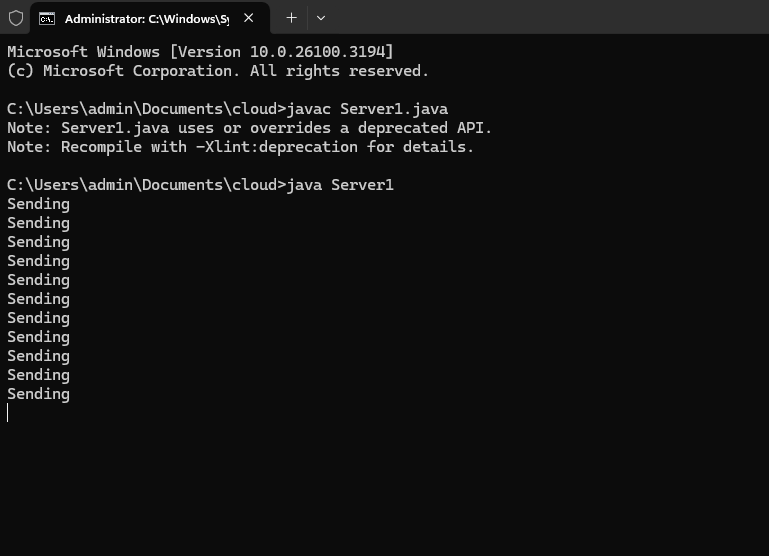 Administrator: C:\Windows\Sy
Microsoft Windows [Version 10.0.26100.3194]
(c) Microsoft Corporation. All rights reserved.
C:\Users\admin\Documents\cloud>javac Server1.java
Note: Server1.java uses or overrides a deprecated API.
Note: Recompile with -Xlint:deprecation for details.
C:\Users\admin\Documents\cloud>java Server1
Sending
Sending
Sending
Sending
Sending
Sending
Sending
Sending
Sending
Sending
Sending